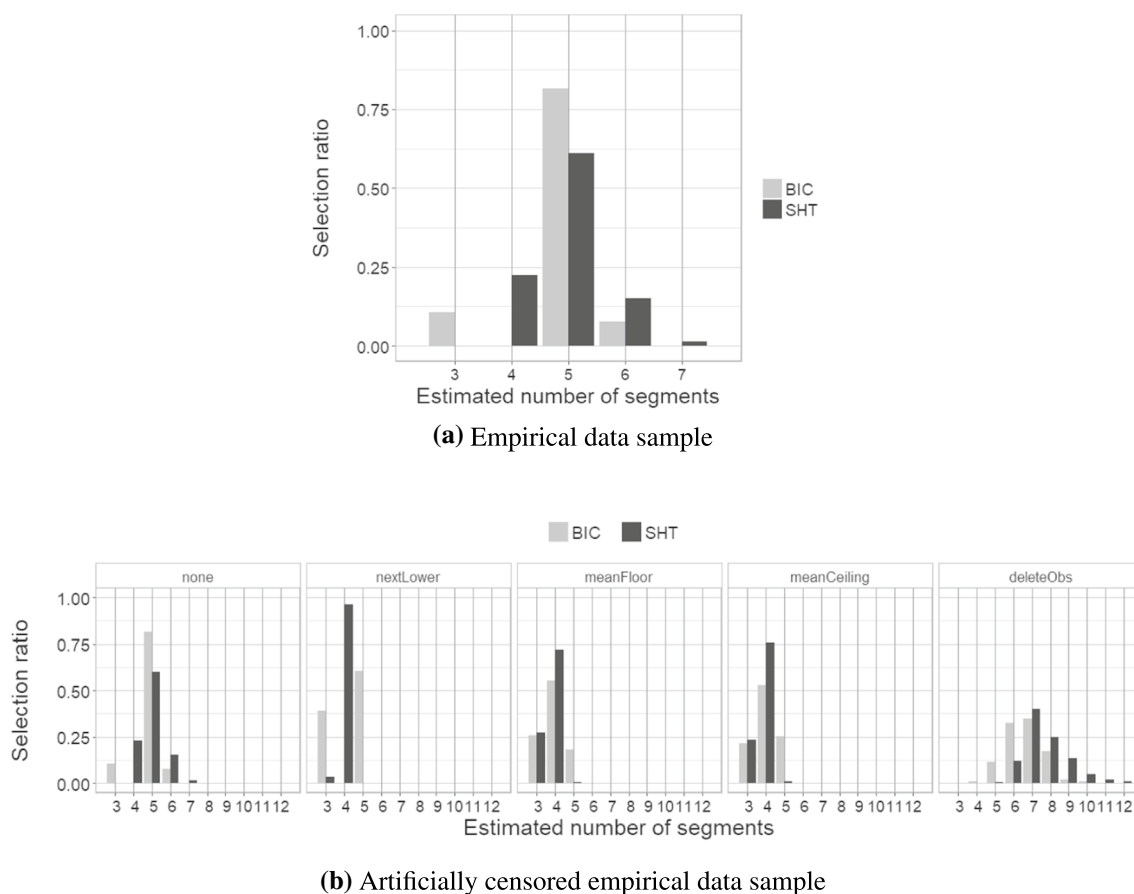 1.00
0.75
0.50
0.25
0.00
Selection ratio
3 4 5 6 7
Estimated number of segments
BIC
SHT
(a) Empirical data sample
BIC SHT
none nextLower meanFloor meanCeiling deleteObs
1.00
0.75
0.50
0.25
0.00
Selection ratio
3 4 5 6 7 8 9 10 11 12 3 4 5 6 7 8 9 10 11 12 3 4 5 6 7 8 9 10 11 12 3 4 5 6 7 8 9 10 11 12 3 4 5 6 7 8 9 10 11 12
Estimated number of segments
(b) Artificially censored empirical data sample